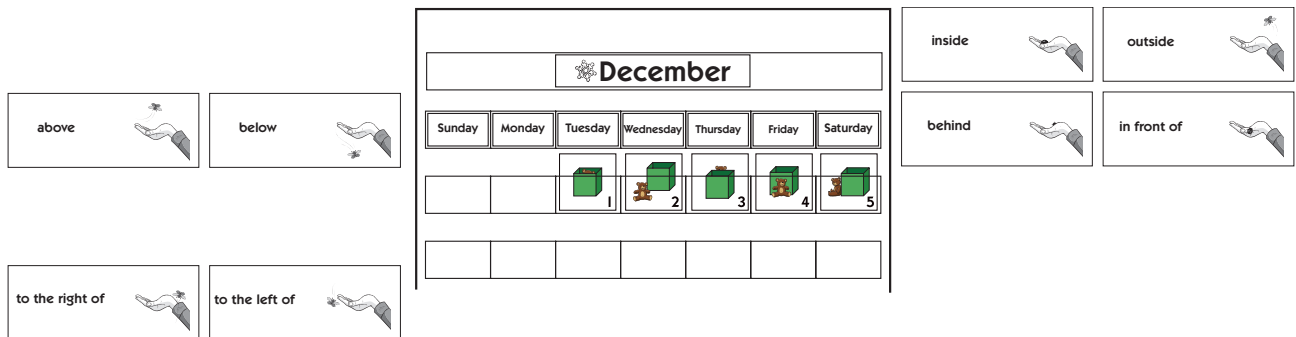 above
below
to the right of
to the left of
December
Sunday Monday Tuesday Wednesday Thursday Friday Saturday
1 2 3 4 5
inside
outside
behind
in front of